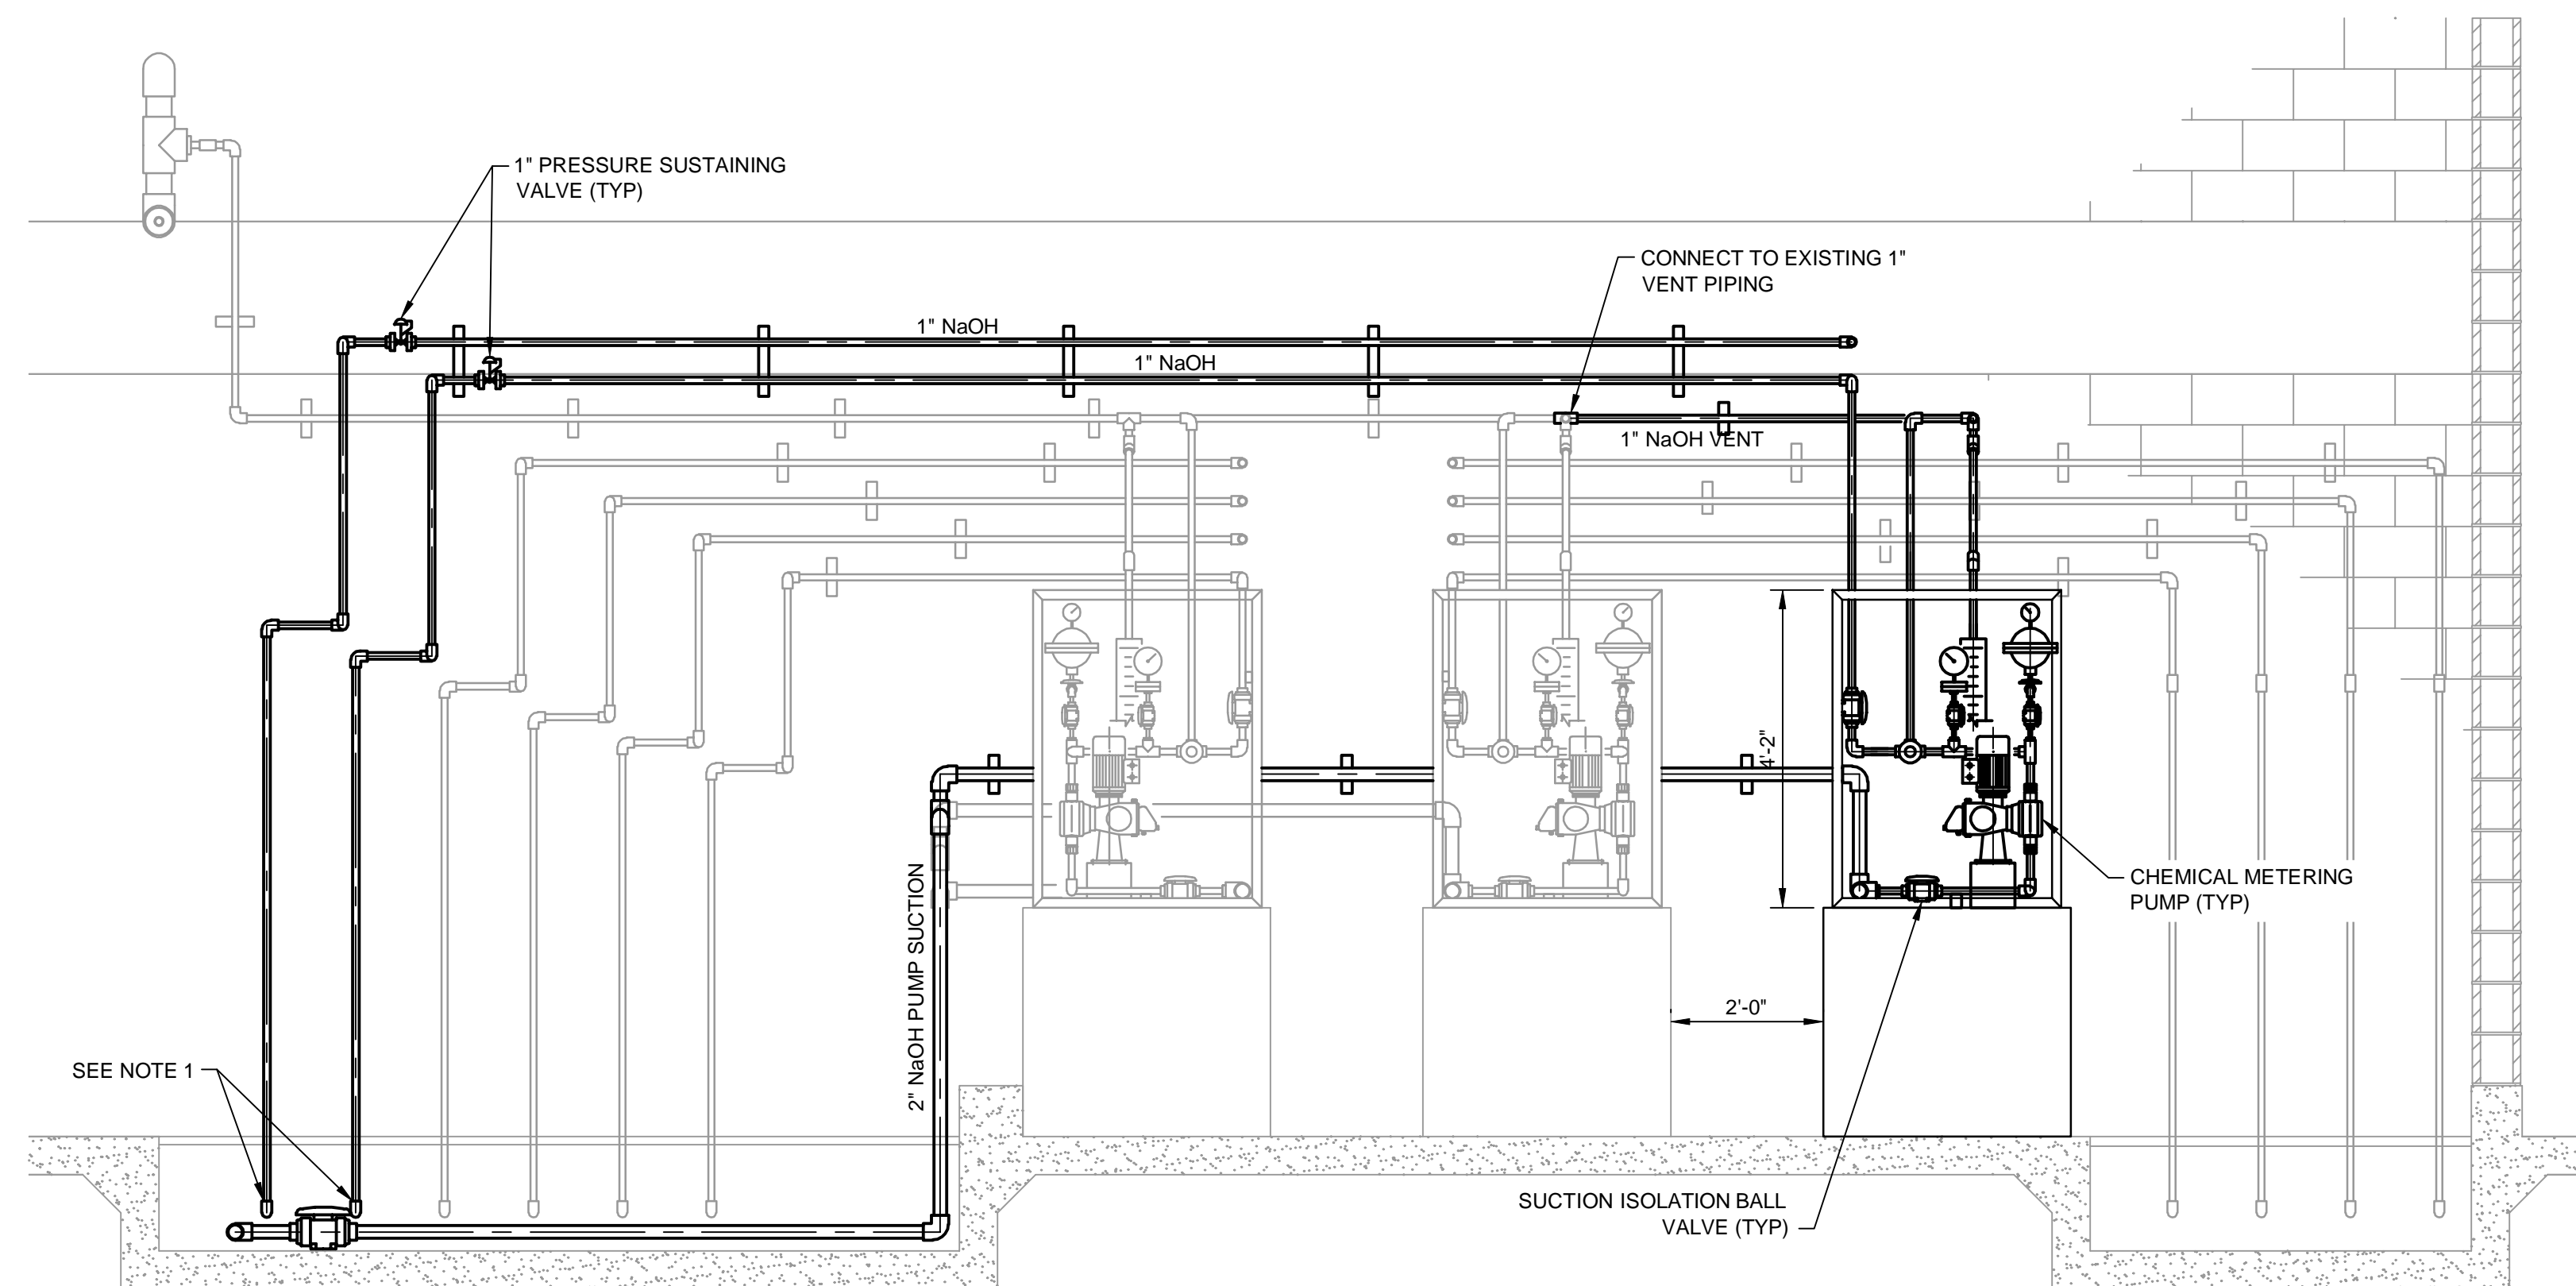 1" PRESSURE SUSTAINING
VALVE (TYP)
CONNECT TO EXISTING 1"
VENT PIPING
1" NaOH
1" NaOH
1" NaOH VENT
4'-2"
2" NaOH PUMP SUCTION
CHEMICAL METERING
PUMP (TYP)
2'-0"
SEE NOTE 1
SUCTION ISOLATION BALL
VALVE (TYP)